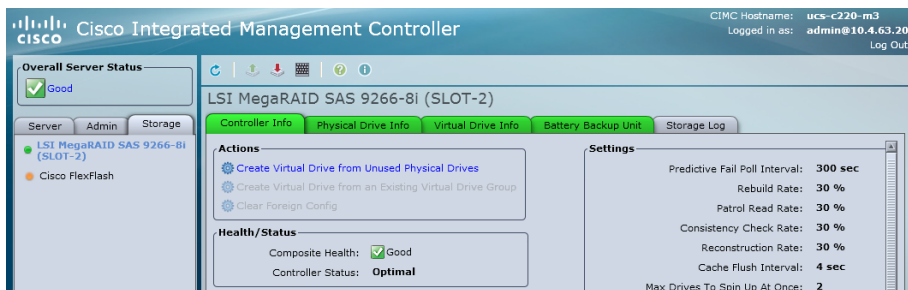 CISCO
Cisco Integrated Management Controller
CIMC Hostname: ucs-c220-m3
Logged in as: admin@10.4.63.20
Log Out
Overall Server Status
Good
Server Admin Storage
LSI MegaRAID SAS 9266-8i
(SLOT-2)
Cisco FlexFlash
LSI MegaRAID SAS 9266-8i (SLOT-2)
Controller Info Physical Drive Info Virtual Drive Info Battery Backup Unit Storage Log
Actions
Create Virtual Drive from Unused Physical Drives
Create Virtual Drive from an Existing Virtual Drive Group
Clear Foreign Config
Health/Status
Composite Health: Good
Controller Status: Optimal
Settings
Predictive Fail Poll Interval: 300 sec
Rebuild Rate: 30 %
Patrol Read Rate: 30 %
Consistency Check Rate: 30 %
Reconstruction Rate: 30 %
Cache Flush Interval: 4 sec
Max Drives To Spin Up At Once: 2